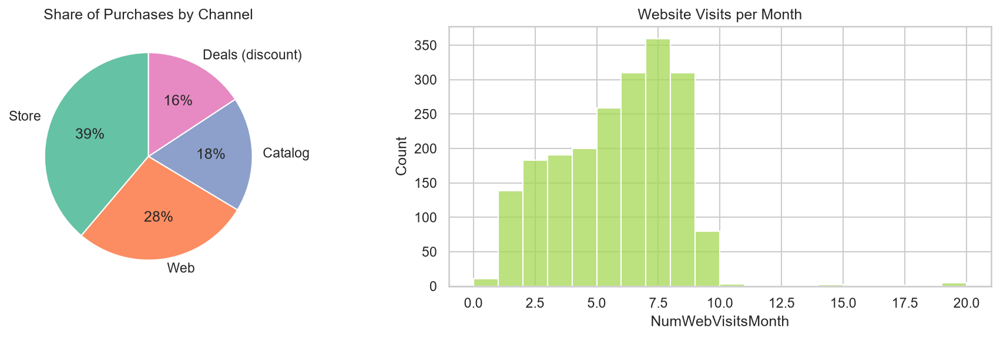 Share of Purchases by Channel
Deals (discount)
16%
Store
39%
18%
Catalog
28%
Web
Website Visits per Month
350
300
250
200
150
100
50
0
Count
0.0 2.5 5.0 7.5 10.0 12.5 15.0 17.5 20.0
NumWebVisitsMonth